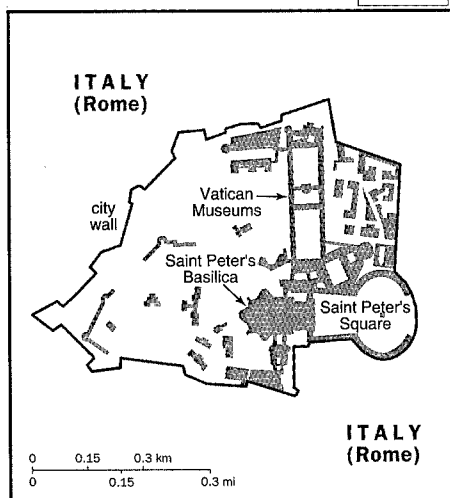 ITALY
(Rome)
Vatican
Museums
city
wall
Saint Peter's
Basilica
Saint Peter's
Square
ITALY
(Rome)
0 0.15 0.3 km
0 0.15 0.3 mi